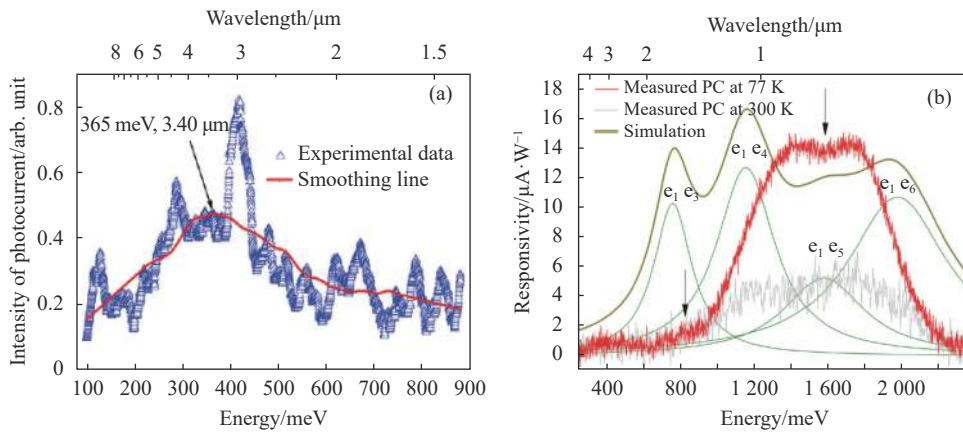 Wavelength/μm
8 6 5 4 3 2 1.5
(a)
0.8
0.6
0.4
0.2
0
365 meV, 3.40 μm
Experimental data
Smoothing line
Intensity of photocurrent/arb. unit
100 200 300 400 500 600 700 800 900
Energy/meV
Wavelength/μm
4 3 2 1
(b)
18
16
14
12
10
8
6
4
2
0
Measured PC at 77 K
Measured PC at 300 K
Simulation
e1 e4
e1 e3
e1 e6
e1 e5
Responsivity/μA·W−1
400 800 1 200 1 600 2 000
Energy/meV